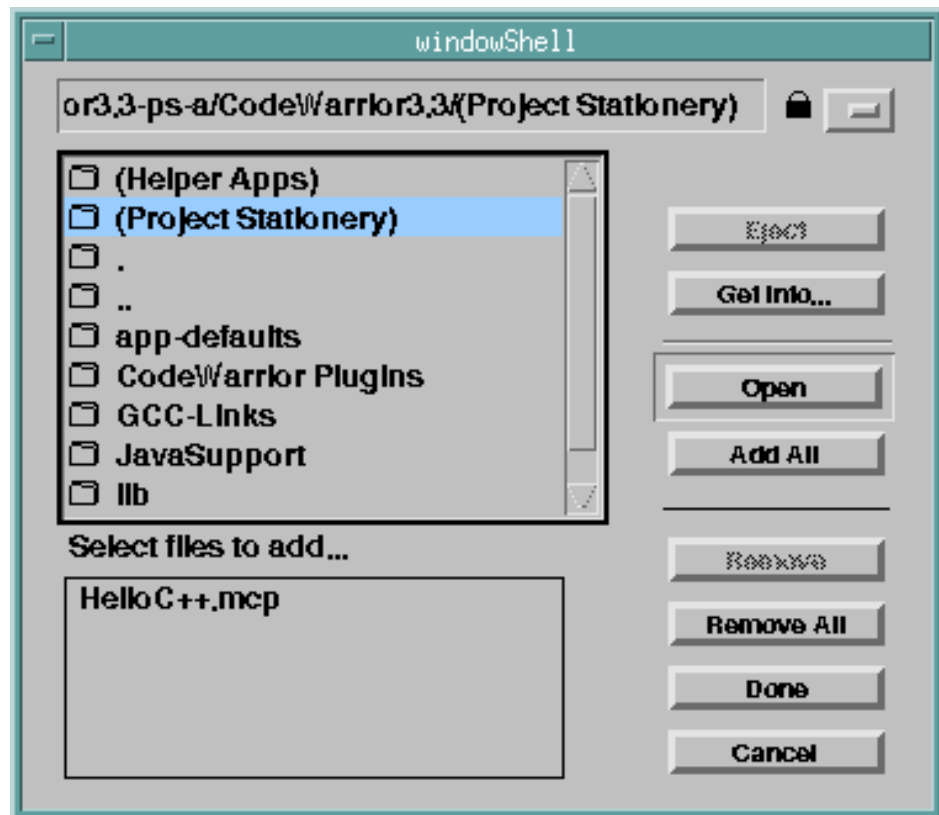 windowShell
or3.3-ps-a/CodeWarrior3.3/(Project Stationery)
(Helper Apps)
(Project Stationery)
.
..
app-defaults
CodeWarrior Plugins
GCC-Links
JavaSupport
lib
Eject
Get Info...
Open
Add All
Select files to add...
HelloC++.mcp
Remove
Remove All
Done
Cancel